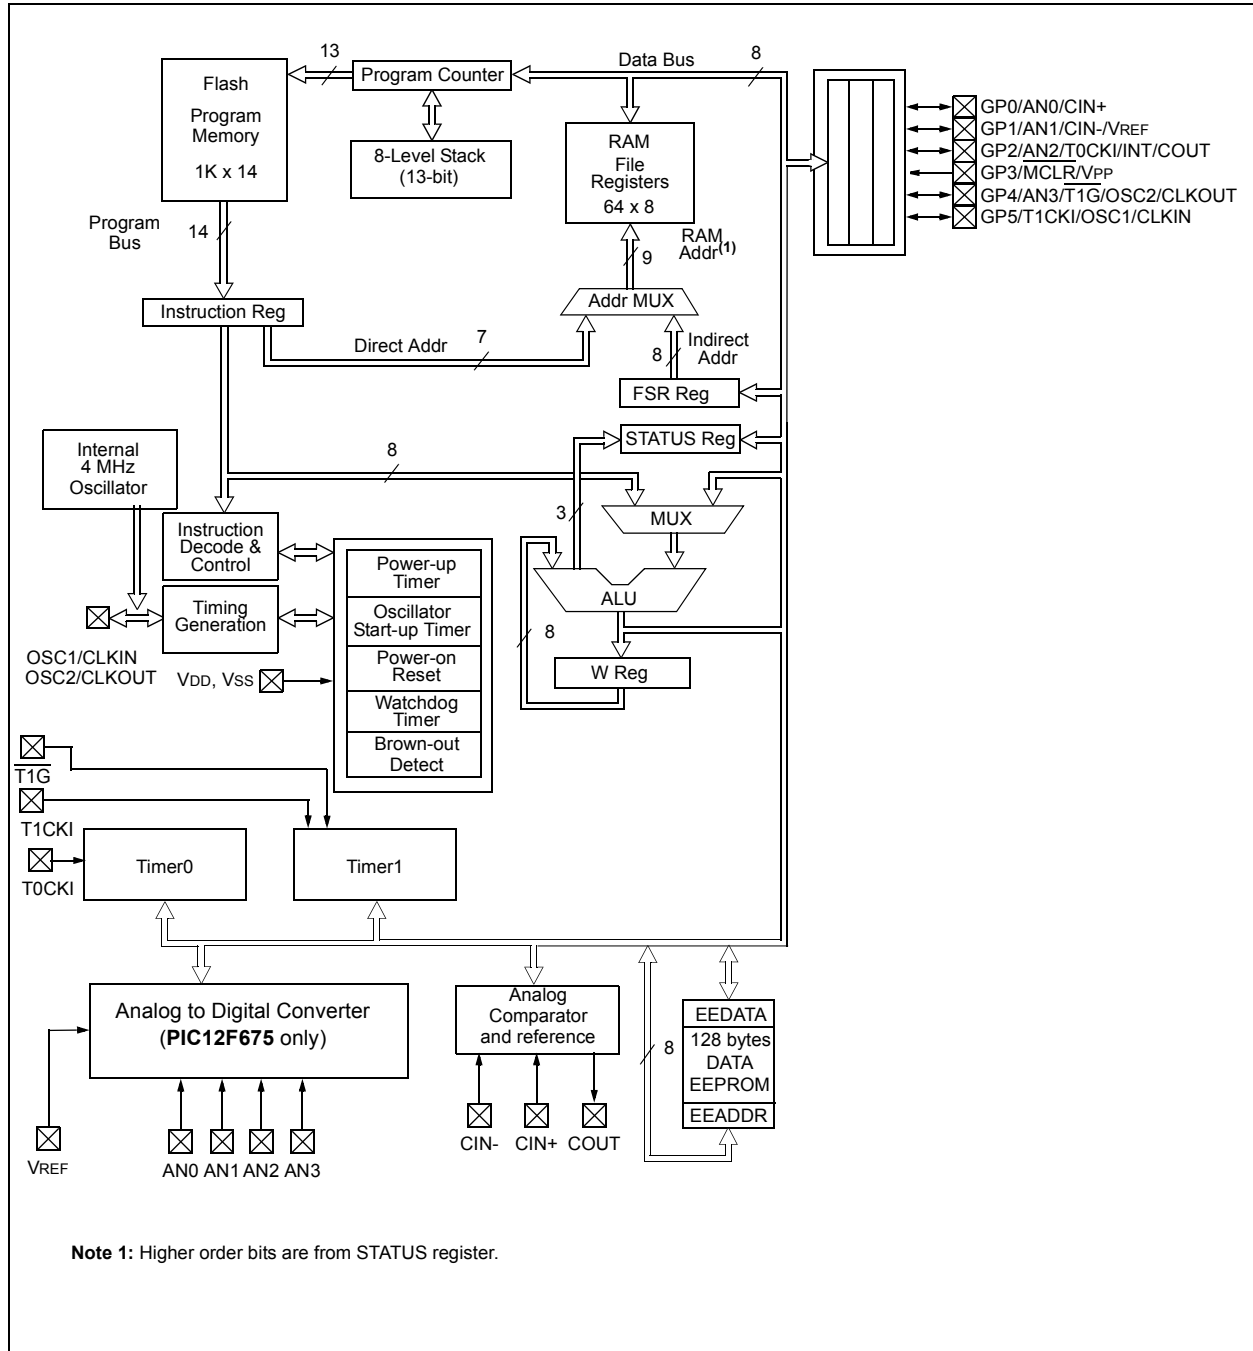 13
Data Bus
8
Program Counter
Flash
Program
Memory
1K x 14
8-Level Stack
(13-bit)
RAM
File
Registers
64 x 8
GP0/AN0/CIN+
GP1/AN1/CIN-/VREF
GP2/AN2/T0CKI/INT/COUT
GP3/MCLR/VPP
GP4/AN3/T1G/OSC2/CLKOUT
GP5/T1CKI/OSC1/CLKIN
Program
Bus
14
RAM
Addr(1)
9
Instruction Reg
Addr MUX
Direct Addr
7
Indirect
Addr
8
FSR Reg
STATUS Reg
Internal
4 MHz
Oscillator
8
3
MUX
Instruction
Decode &
Control
Power-up
Timer
ALU
Timing
Generation
Oscillator
Start-up Timer
8
OSC1/CLKIN
OSC2/CLKOUT
VDD, VSS
Power-on
Reset
W Reg
Watchdog
Timer
Brown-out
Detect
T1G
T1CKI
T0CKI
Timer0
Timer1
Analog to Digital Converter
(PIC12F675 only)
Analog
Comparator
and reference
EEDATA
128 bytes
DATA
EEPROM
EEADDR
8
VREF
AN0 AN1 AN2 AN3
CIN- CIN+ COUT
Note 1: Higher order bits are from STATUS register.